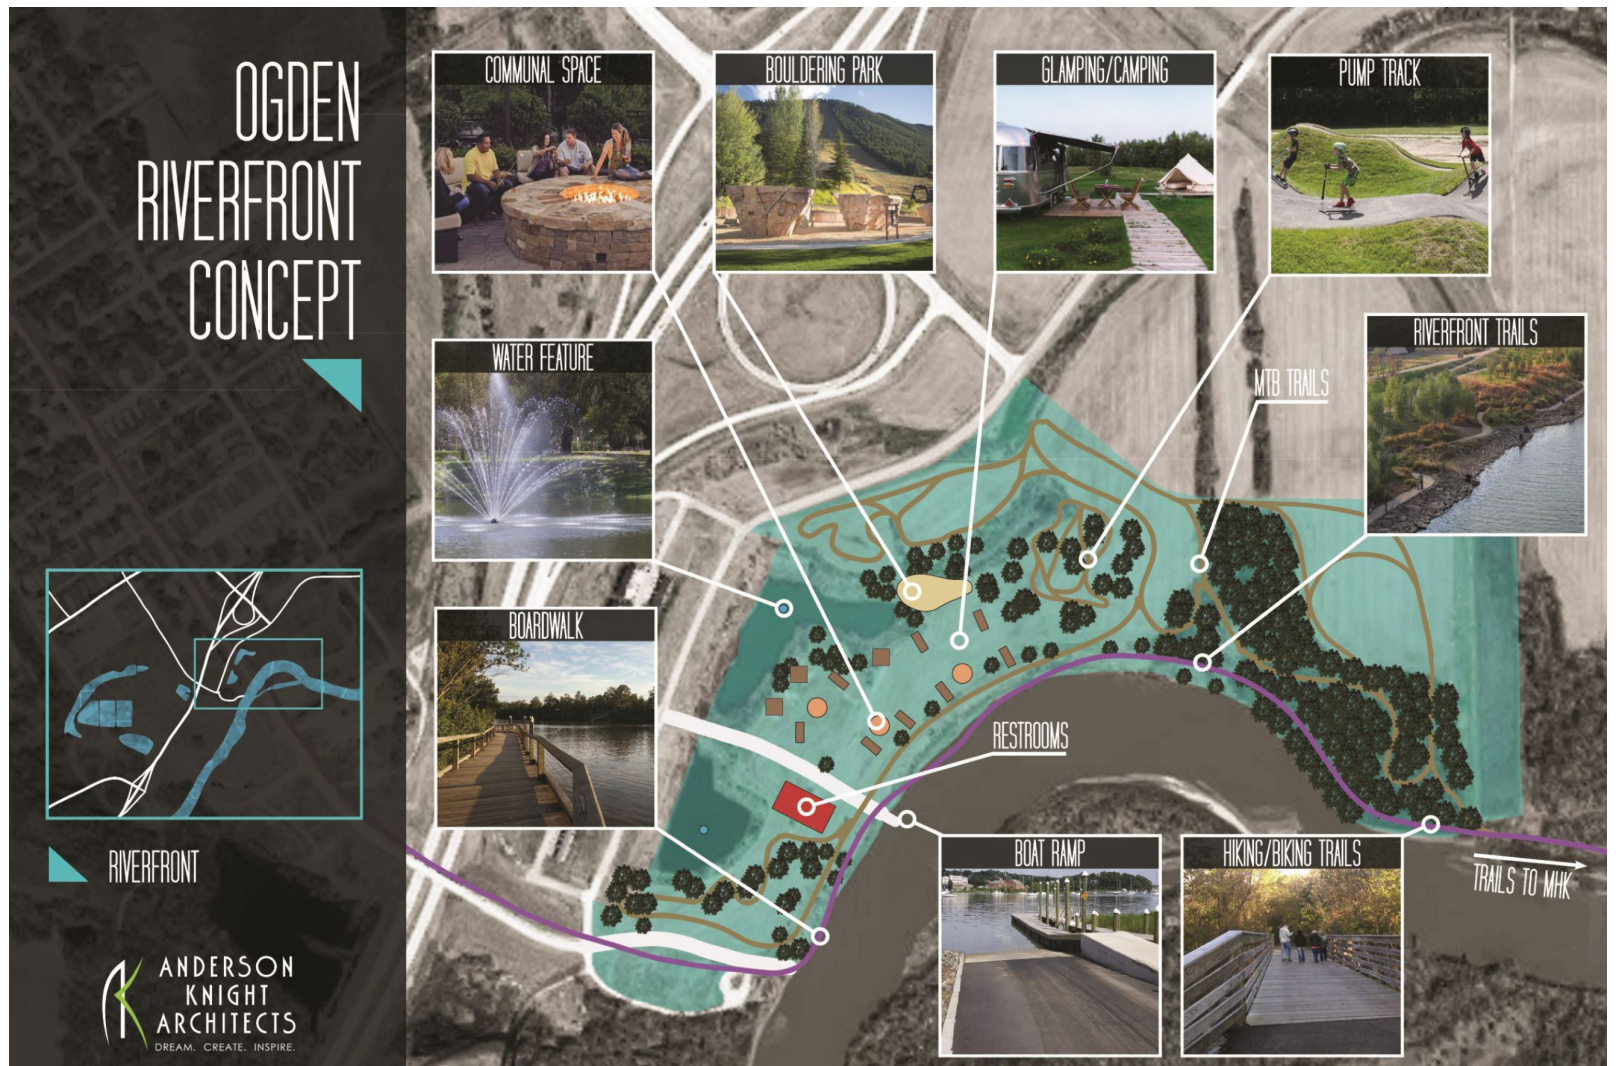 OGDEN
RIVERFRONT
CONCEPT
RIVERFRONT
ANDERSON
KNIGHT
ARCHITECTS
DREAM. CREATE. INSPIRE.
COMMUNAL SPACE
BOULDERING PARK
GLAMPING/CAMPING
PUMP TRACK
WATER FEATURE
MTB TRAILS
RIVERFRONT TRAILS
BOARDWALK
RESTROOMS
BOAT RAMP
HIKING/BIKING TRAILS
TRAILS TO MHK